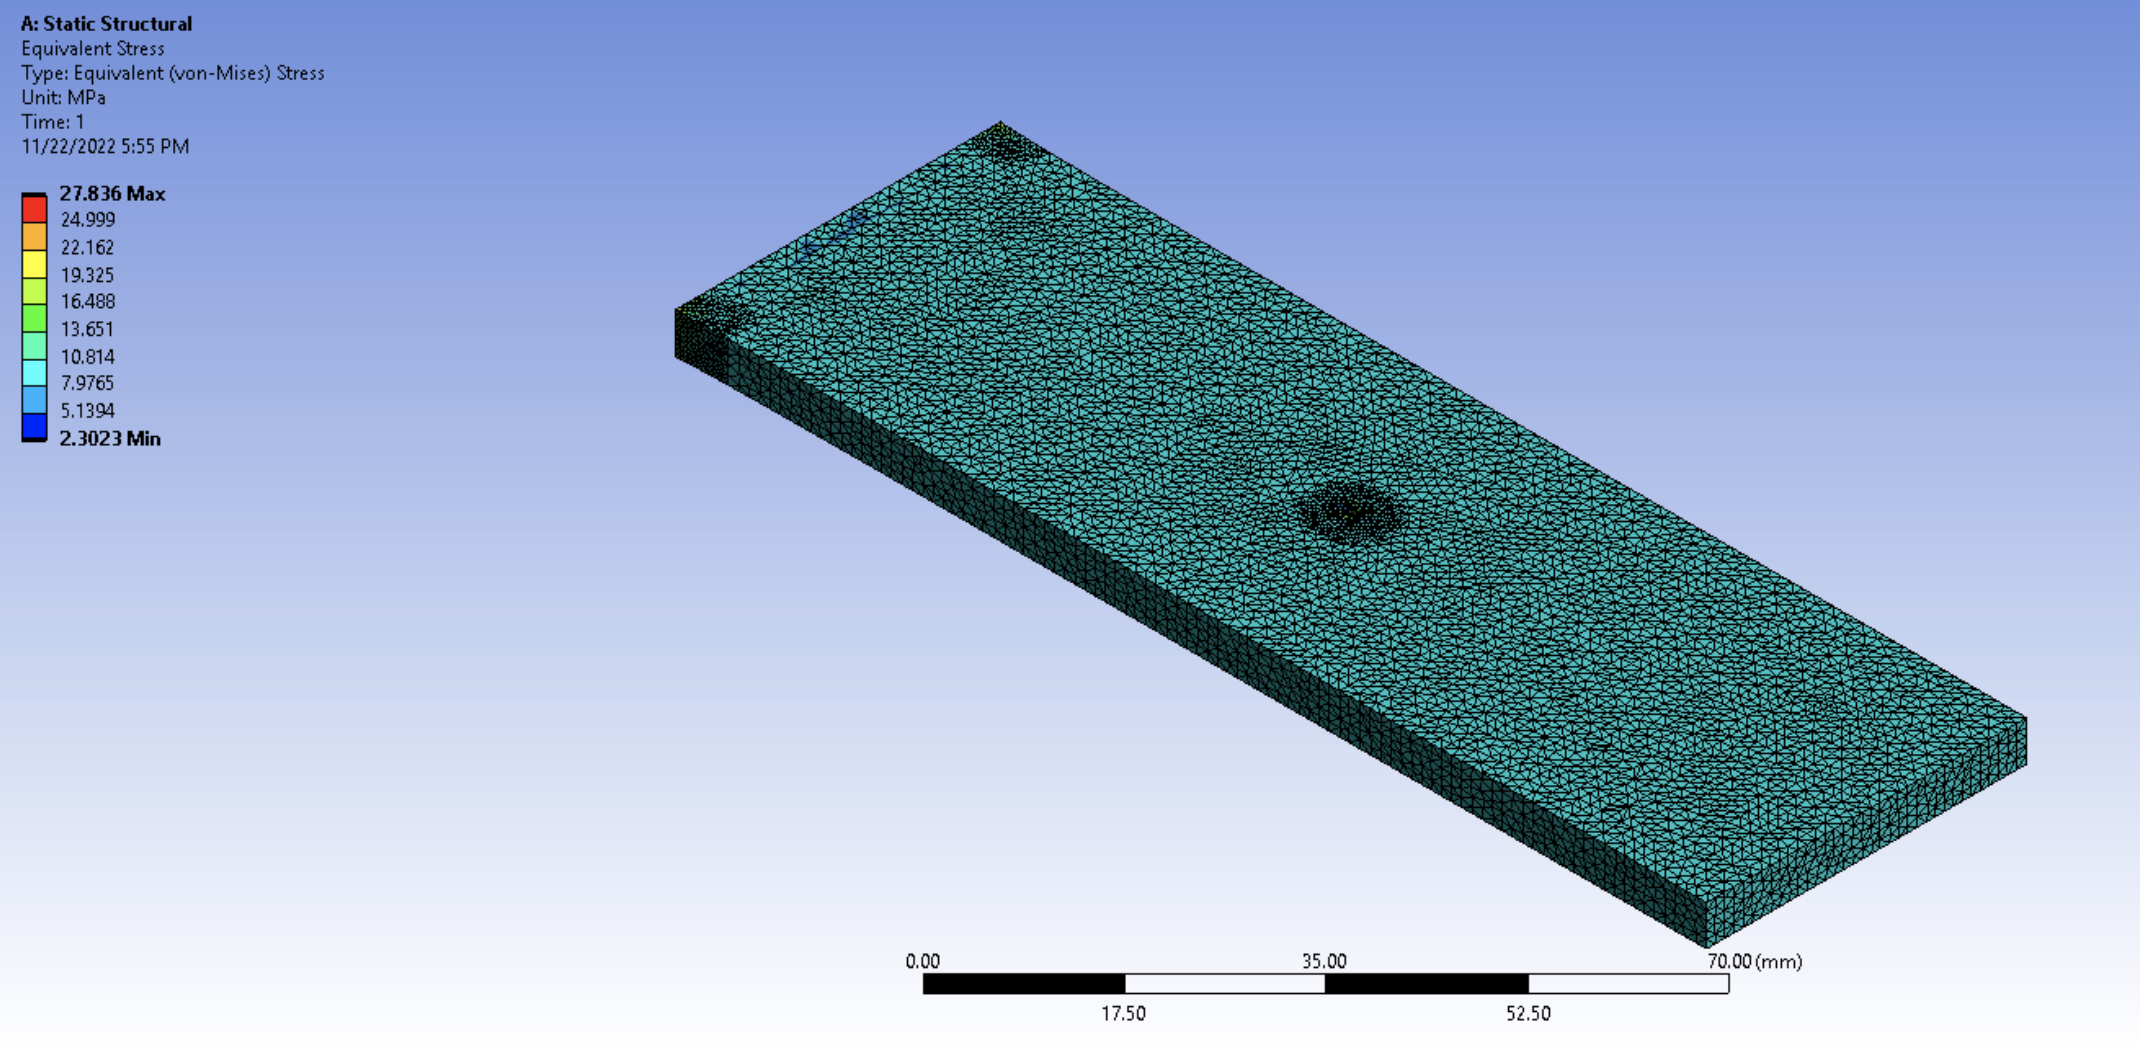 A: Static Structural
Equivalent Stress
Type: Equivalent (von-Mises) Stress
Unit: MPa
Time: 1
11/22/2022 5:55 PM
27.836 Max
24.999
22.162
19.325
16.488
13.651
10.814
7.9765
5.1394
2.3023 Min
0.00 35.00 70.00 (mm)
17.50 52.50